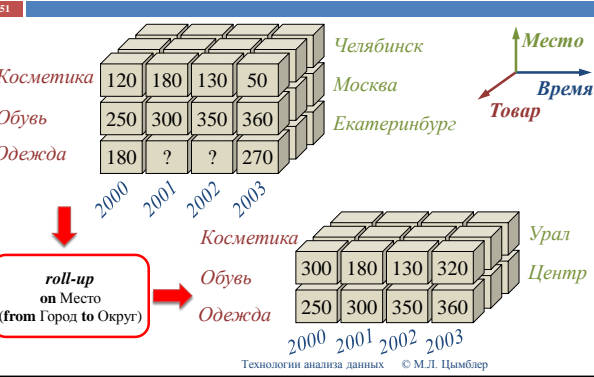 51
Челябинск
Москва
Екатеринбург
Место
Время
Товар
Косметика 120 180 130 50
Обувь 250 300 350 360
Одежда 180 ? ? 270
2000 2001 2002 2003
roll-up
on Место
(from Город to Округ)
Косметика
Обувь
Одежда
300 180 130 320
250 300 350 360
Урал
Центр
2000 2001 2002 2003
Технологии анализа данных © М.Л. Цымблер